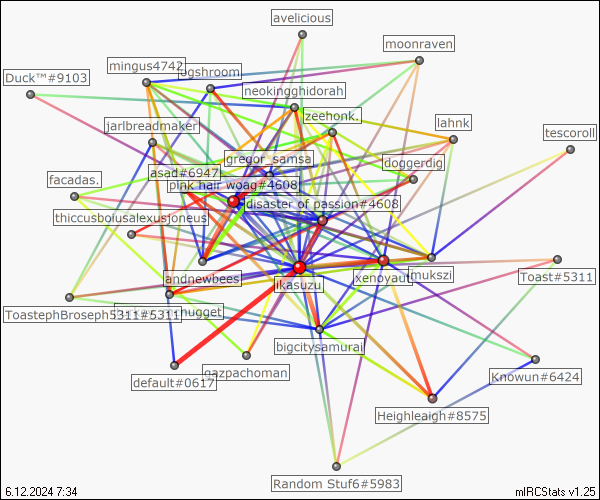 avelicious
moonraven
mingus4742
ogshroom
Duck™#9103
neokingghidorah
zeehonk.
jarlbreadmaker
lahnk
tescoroll
gregor_samsa
doggerdig
asad#6947
facadas.
pink hair woag#4608
disaster of passion#4608
thiccusboiusalexusjoneus
andnewbees
ikasuzu
xenoyaut
mukszi
Toast#5311
ToastephBroseph5311#5311
nugget
bigcitysamurai
default#0617
gazpachoman
Knowun#6424
Heighleaigh#8575
Random Stuf6#5983
6.12.2024 7:34
mIRCStats v1.25